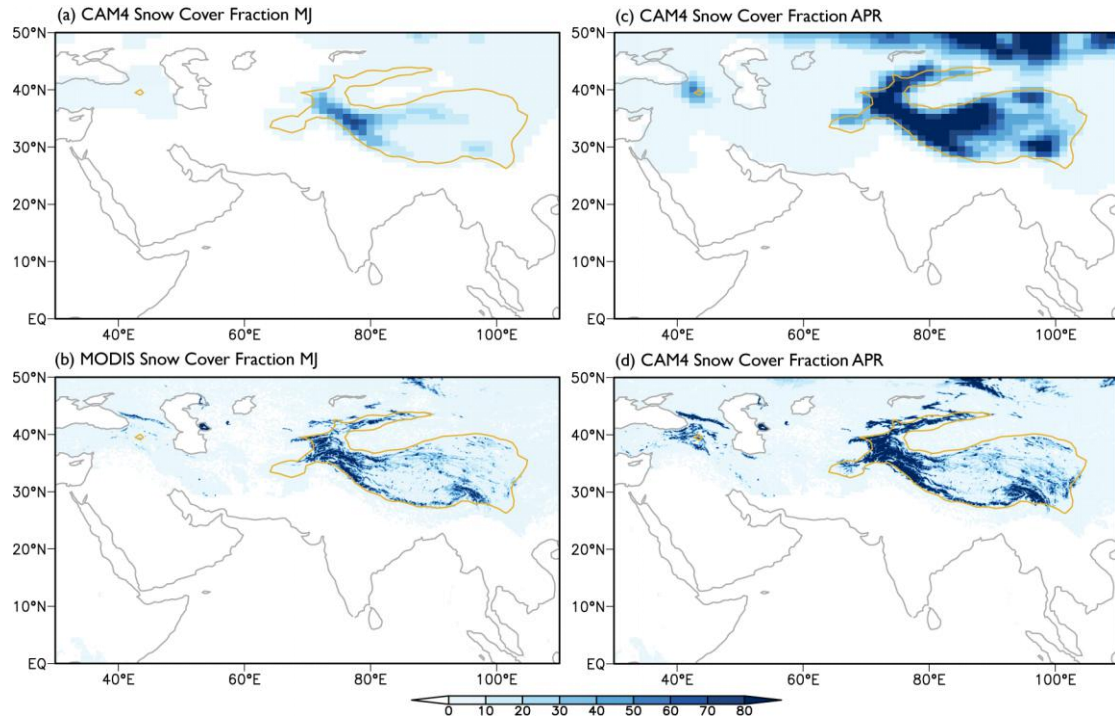 (a) CAM4 Snow Cover Fraction MJ
(c) CAM4 Snow Cover Fraction APR
50°N
40°N
30°N
20°N
10°N
EQ
40°E 60°E 80°E 100°E
50°N
40°N
30°N
20°N
10°N
EQ
40°E 60°E 80°E 100°E
(b) MODIS Snow Cover Fraction MJ
(d) CAM4 Snow Cover Fraction APR
50°N
40°N
30°N
20°N
10°N
EQ
40°E 60°E 80°E 100°E
50°N
40°N
30°N
20°N
10°N
EQ
40°E 60°E 80°E 100°E
0 10 20 30 40 50 60 70 80